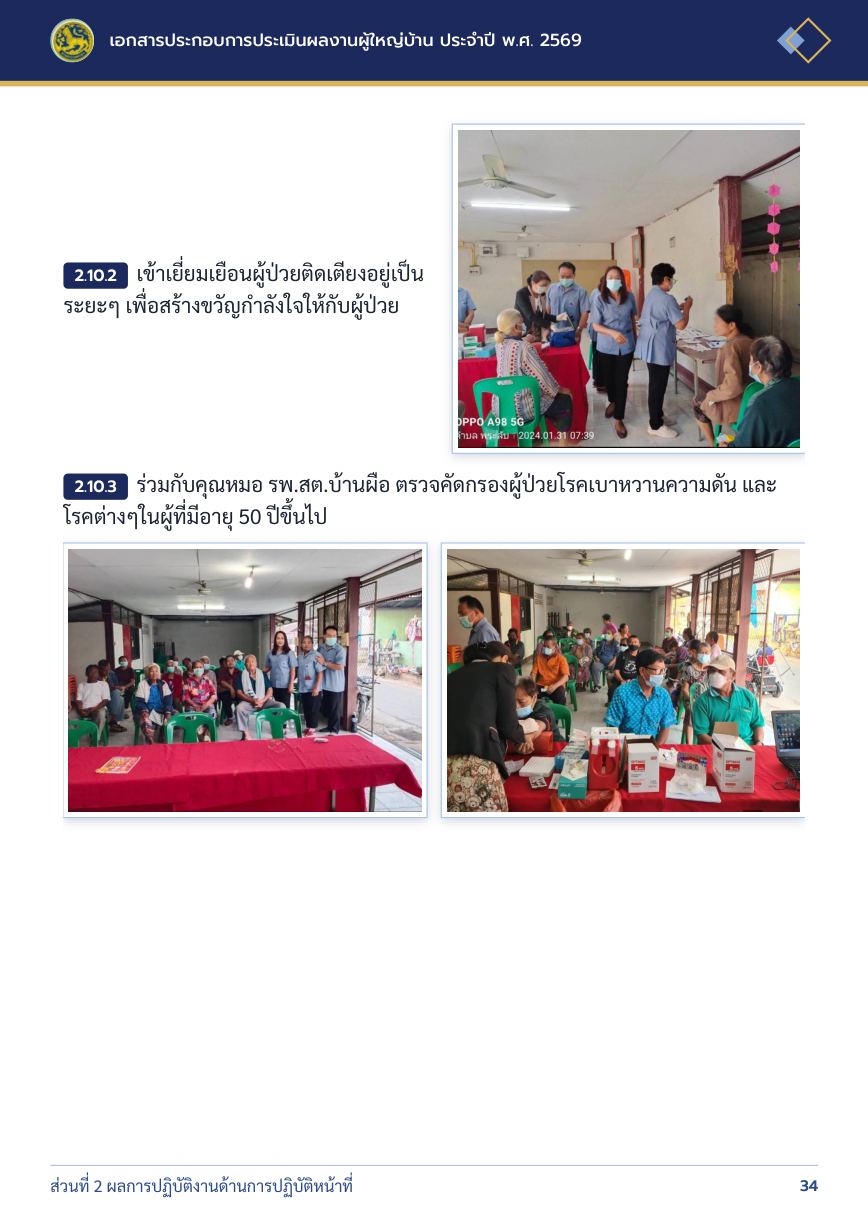 เอกสารประกอบการประเมินผลงานผู้ใหญ่บ้าน ประจำปี พ.ศ. 2569
2.10.2 เข้าเยี่ยมเยือนผู้ป่วยติดเตียงอยู่เป็น
ระยะๆ เพื่อสร้างขวัญกำลังใจให้กับผู้ป่วย
OPPO A98 5G
ตำบล พระลับ · 2024.01.31 07:39
2.10.3 ร่วมกับคุณหมอ รพ.สต.บ้านผือ ตรวจคัดกรองผู้ป่วยโรคเบาหวานความดัน และ
โรคต่างๆในผู้ที่มีอายุ 50 ปีขึ้นไป
ส่วนที่ 2 ผลการปฏิบัติงานด้านการปฏิบัติหน้าที่
34